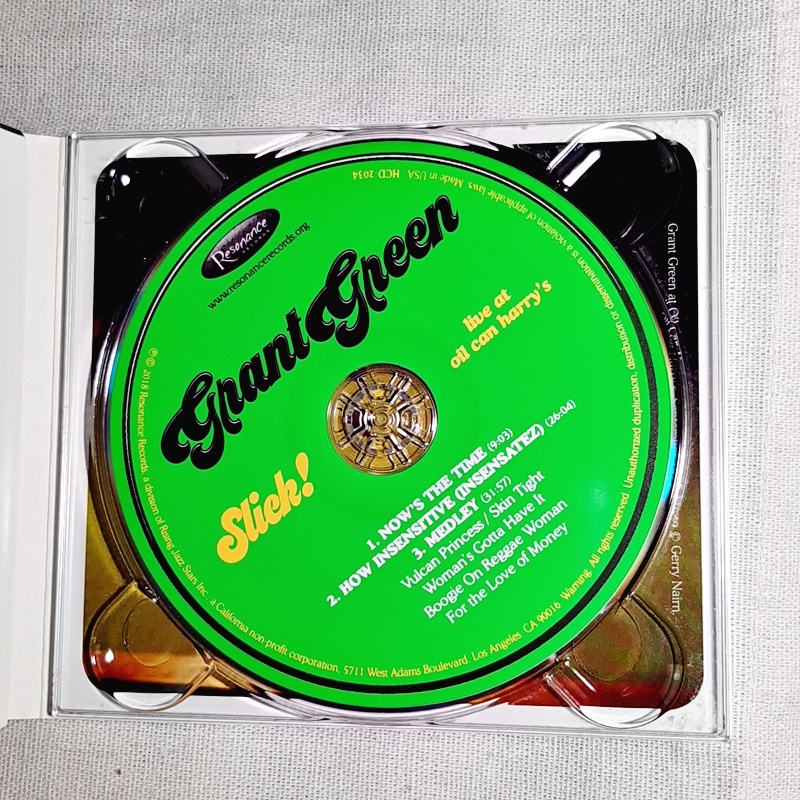 Resonance
RECORDS
www.resonancerecords.org
Grant Green
live at
oil can harry's
Slick!
1. NOW'S THE TIME (9:03)
2. HOW INSENSITIVE (INSENSATEZ) (26:04)
3. MEDLEY (31:57)
Vulcan Princess / Skin Tight
Woman's Gotta Have It
Boogie On Reggae Woman
For the Love of Money
℗ © 2018 Resonance Records, a division of Rising Jazz Stars Inc., a California non-profit corporation, 5711 West Adams Boulevard, Los Angeles, CA 90016 Warning. All rights reserved. Unauthorized duplication, distribution or dissemination is a violation of applicable laws. Made in USA HCD-2034
Grant Green at Oil Can
© Gerry Nairn.